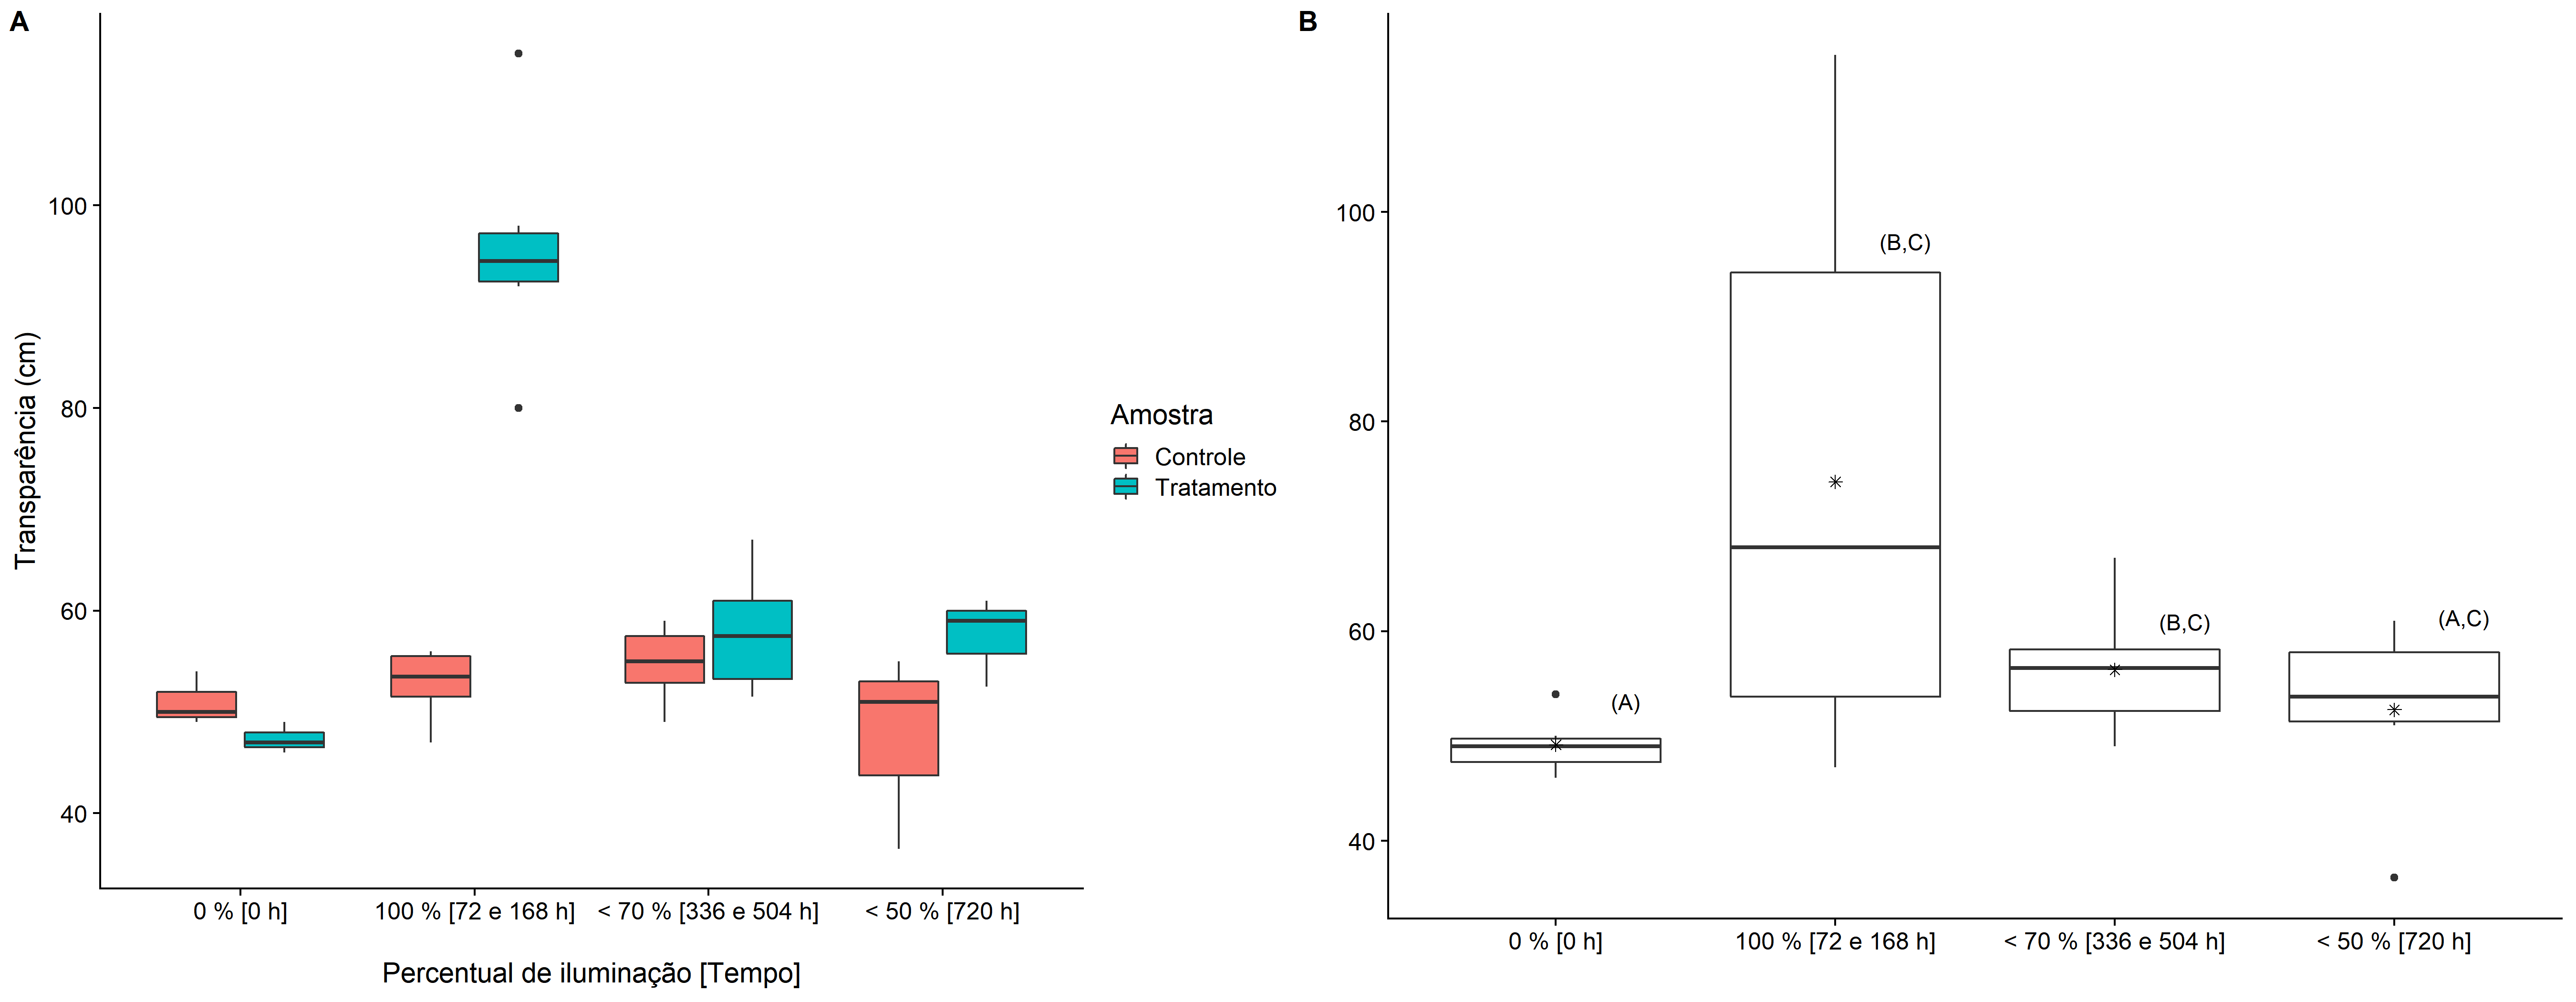 A
Transparência (cm)
100
80
60
40
0 % [0 h]
100 % [72 e 168 h]
< 70 % [336 e 504 h]
< 50 % [720 h]
Percentual de iluminação [Tempo]
Amostra
Controle
Tratamento
B
100
80
60
40
(A)
(B,C)
(B,C)
(A,C)
0 % [0 h]
100 % [72 e 168 h]
< 70 % [336 e 504 h]
< 50 % [720 h]